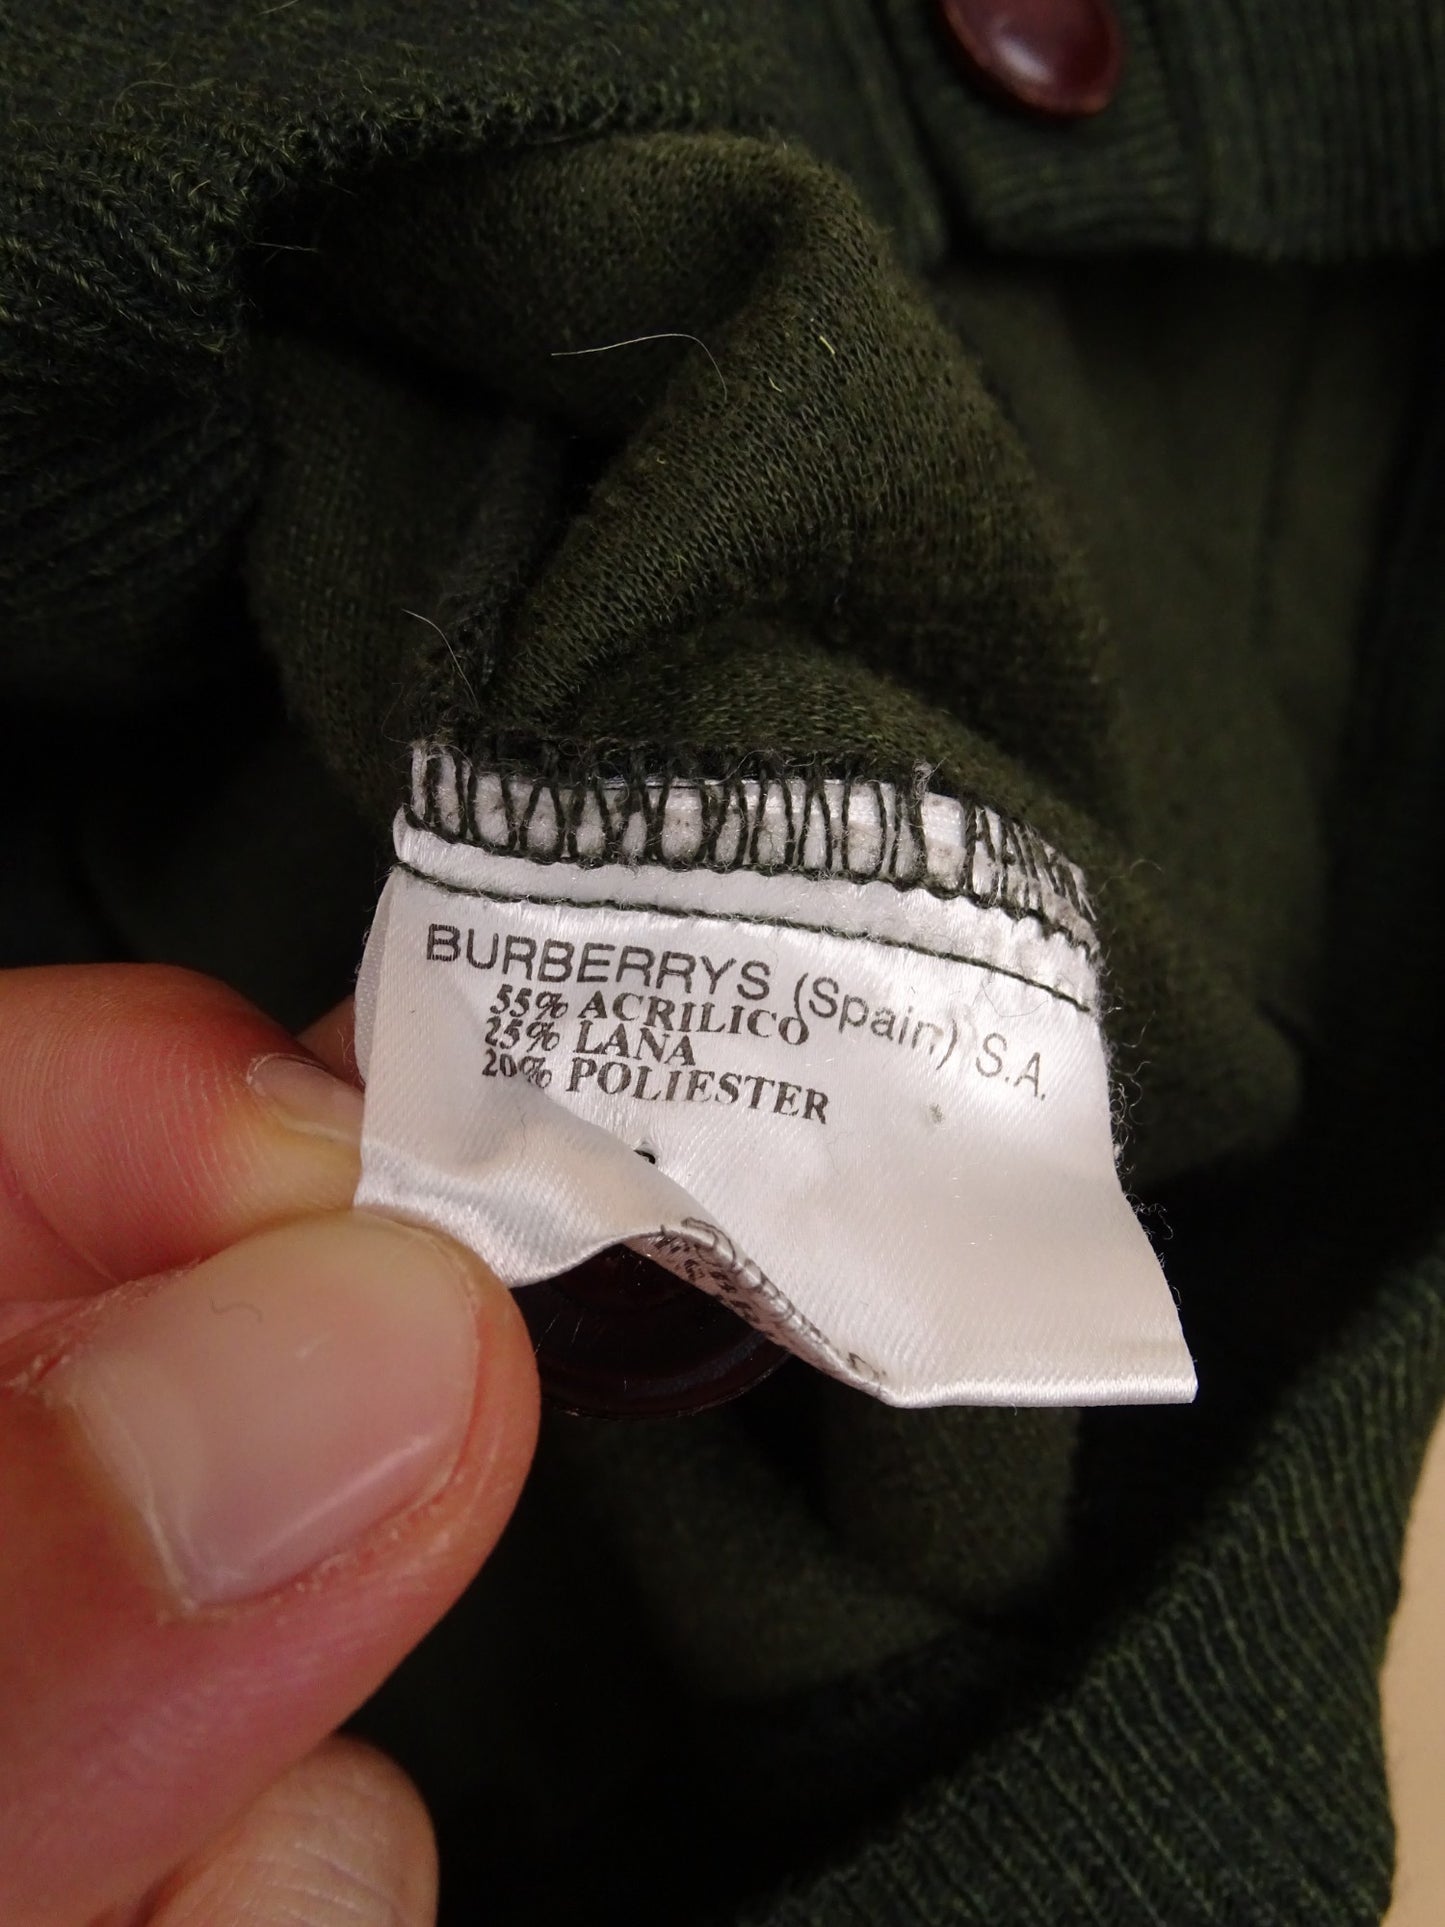 BURBERRYS (Spain) S.A.
55% ACRILICO
25% LANA
20% POLIESTER